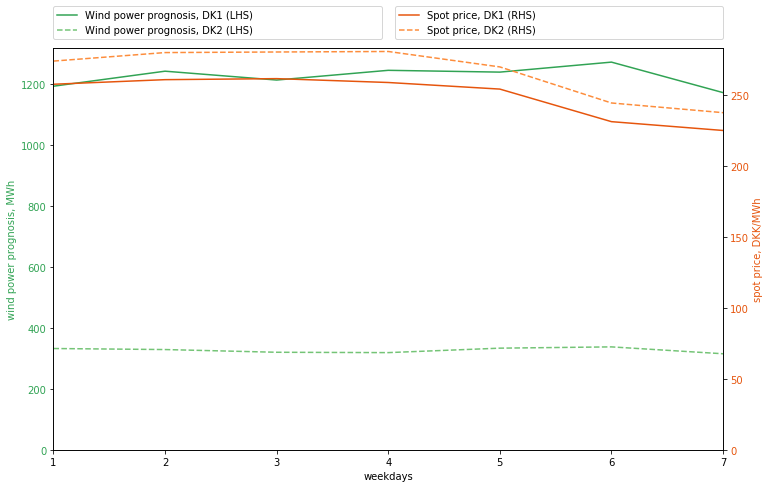 Wind power prognosis, DK1 (LHS)
Wind power prognosis, DK2 (LHS)
Spot price, DK1 (RHS)
Spot price, DK2 (RHS)
wind power prognosis, MWh
1200
1000
800
600
400
200
0
250
200
150
100
50
0
spot price, DKK/MWh
1 2 3 4 5 6 7
weekdays